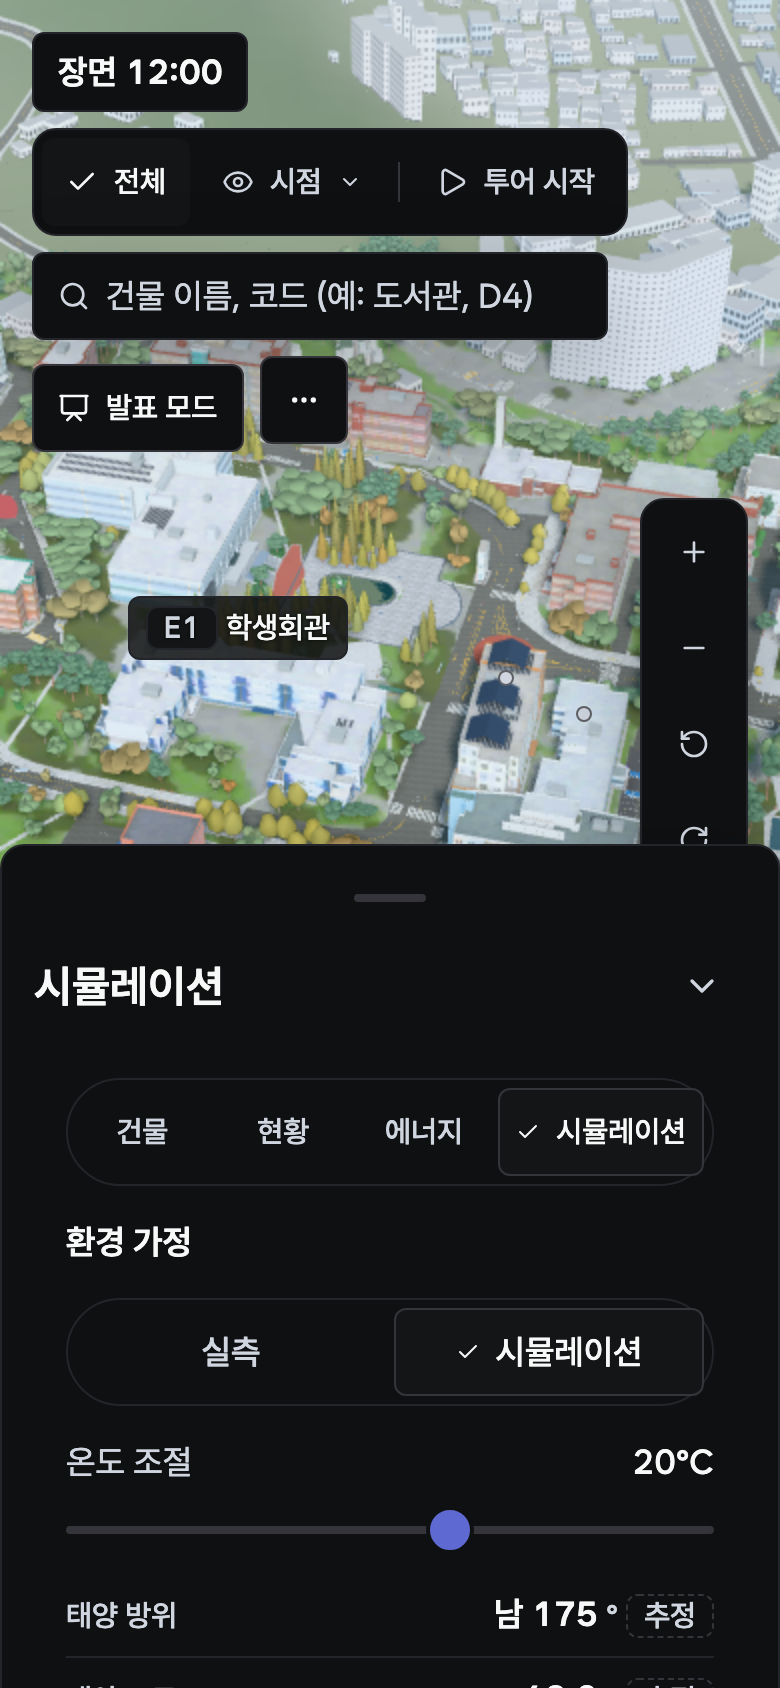 장면 12:00
전체 시점 투어 시작
건물 이름, 코드 (예: 도서관, D4)
발표 모드
E1 학생회관
시뮬레이션
건물 현황 에너지 시뮬레이션
환경 가정
실측 시뮬레이션
온도 조절 20°C
태양 방위 남 175 ° 추정